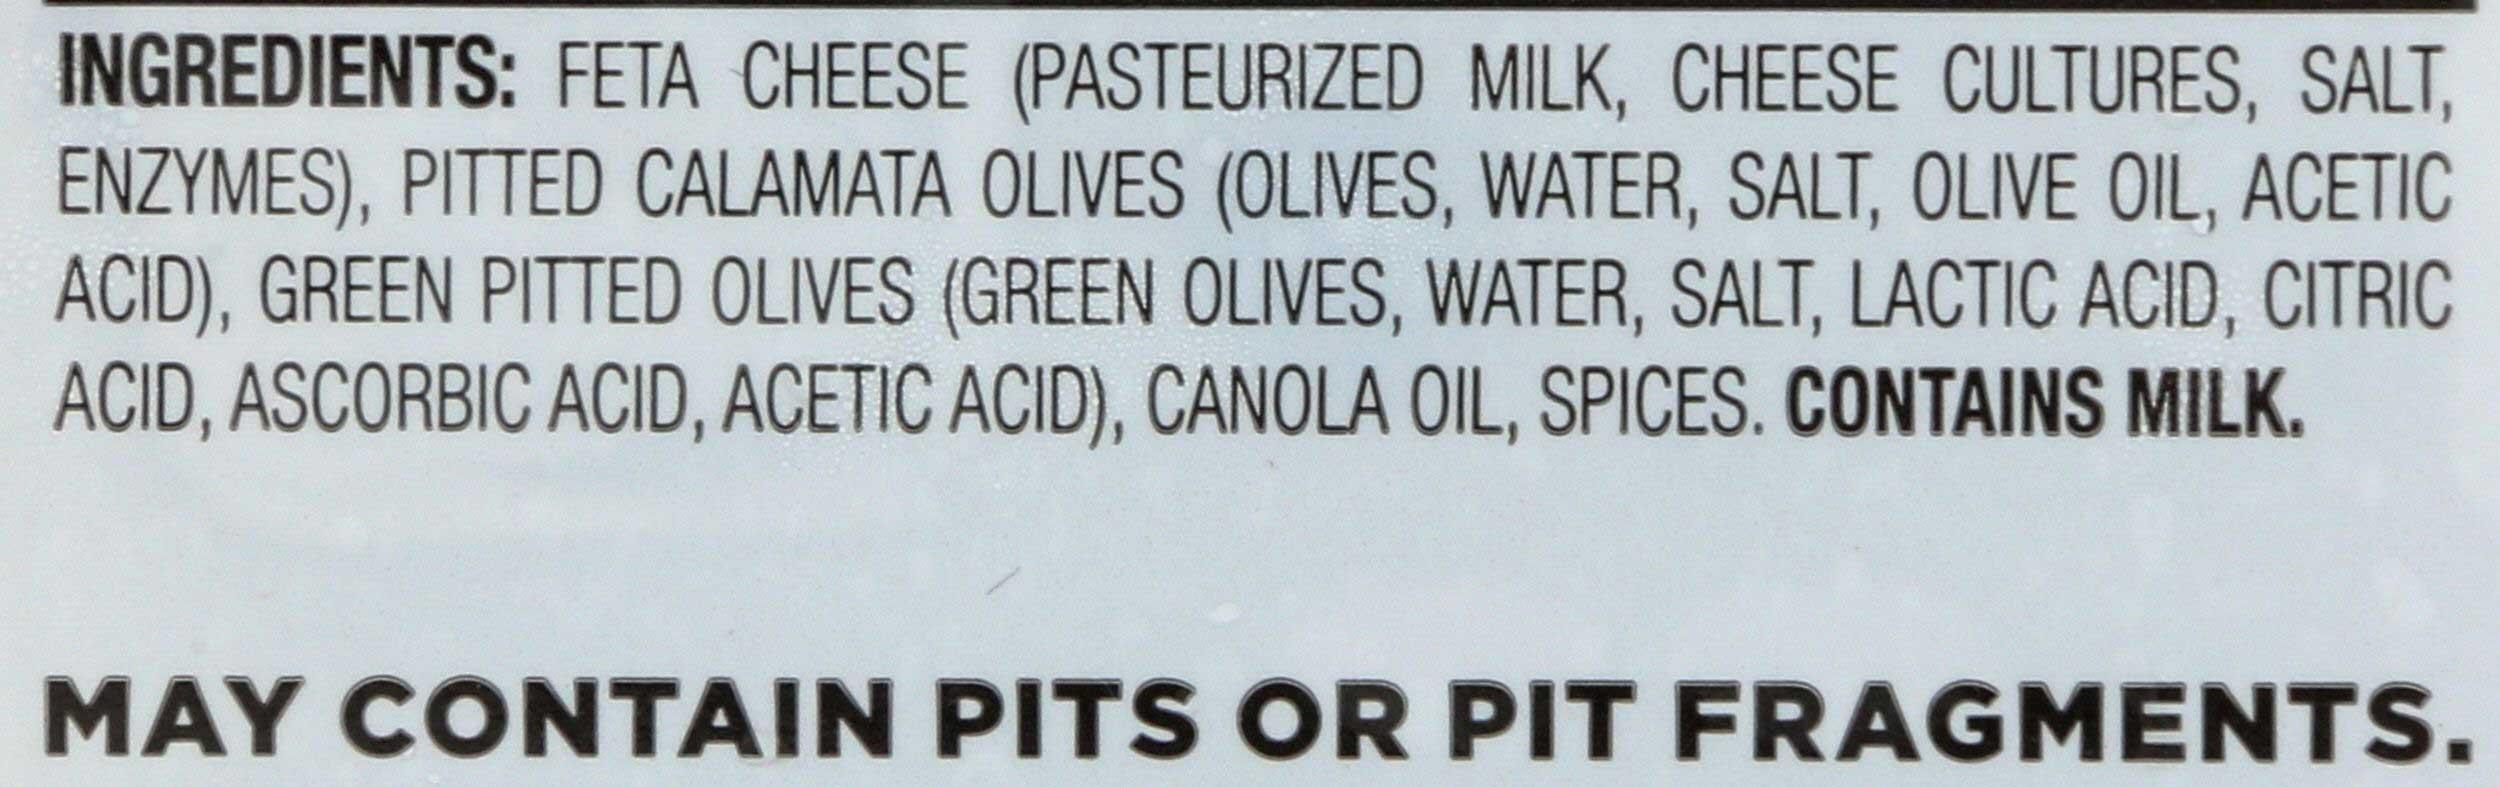 INGREDIENTS: FETA CHEESE (PASTEURIZED MILK, CHEESE CULTURES, SALT,
ENZYMES), PITTED CALAMATA OLIVES (OLIVES, WATER, SALT, OLIVE OIL, ACETIC
ACID), GREEN PITTED OLIVES (GREEN OLIVES, WATER, SALT, LACTIC ACID, CITRIC
ACID, ASCORBIC ACID, ACETIC ACID), CANOLA OIL, SPICES. CONTAINS MILK.
MAY CONTAIN PITS OR PIT FRAGMENTS.